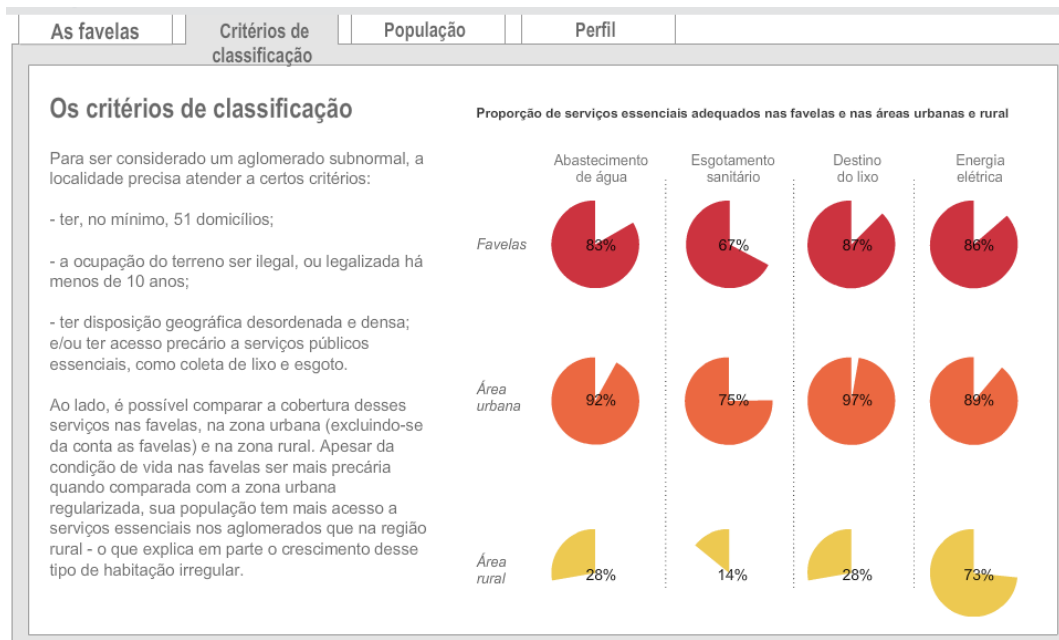 As favelas
Critérios de
classificação
População
Perfil
Os critérios de classificação
Para ser considerado um aglomerado subnormal, a
localidade precisa atender a certos critérios:
- ter, no mínimo, 51 domicílios;
- a ocupação do terreno ser ilegal, ou legalizada há
menos de 10 anos;
- ter disposição geográfica desordenada e densa;
e/ou ter acesso precário a serviços públicos
essenciais, como coleta de lixo e esgoto.
Ao lado, é possível comparar a cobertura desses
serviços nas favelas, na zona urbana (excluindo-se
da conta as favelas) e na zona rural. Apesar da
condição de vida nas favelas ser mais precária
quando comparada com a zona urbana
regularizada, sua população tem mais acesso a
serviços essenciais nos aglomerados que na região
rural - o que explica em parte o crescimento desse
tipo de habitação irregular.
Proporção de serviços essenciais adequados nas favelas e nas áreas urbanas e rural
Abastecimento
de água
Esgotamento
sanitário
Destino
do lixo
Energia
elétrica
Favelas
83%
67%
87%
86%
Área
urbana
92%
75%
97%
89%
Área
rural
28%
14%
28%
73%